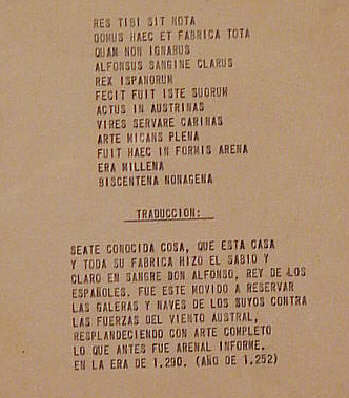 RES TIBI SIT NOTA
DOMUS HAEC ET FABRICA TOTA
QUAM NON IGNARUS
ALFONSUS SANGINE CLARUS
REX ISPANORUM
FECIT FUIT ISTE SUORUM
ACTUS IN AUSTRINAS
VIRES SERVARE CARINAS
ARTE MICANS PLENA
FUIT HAEC IN FORMIS ARENA
ERA MILLENA
BISCENTENA NONAGENA
TRADUCCION:
SEATE CONOCIDA COSA, QUE ESTA CASA
Y TODA SU FABRICA HIZO EL SABIO Y
CLARO EN SANGRE DON ALFONSO, REY DE LOS
ESPAÑOLES. FUE ESTE MOVIDO A RESERVAR
LAS GALERAS Y NAVES DE LOS SUYOS CONTRA
LAS FUERZAS DEL VIENTO AUSTRAL,
RESPLANDECIENDO CON ARTE COMPLETO
LO QUE ANTES FUE ARENAL INFORME.
EN LA ERA DE 1.290. (AÑO DE 1.252)